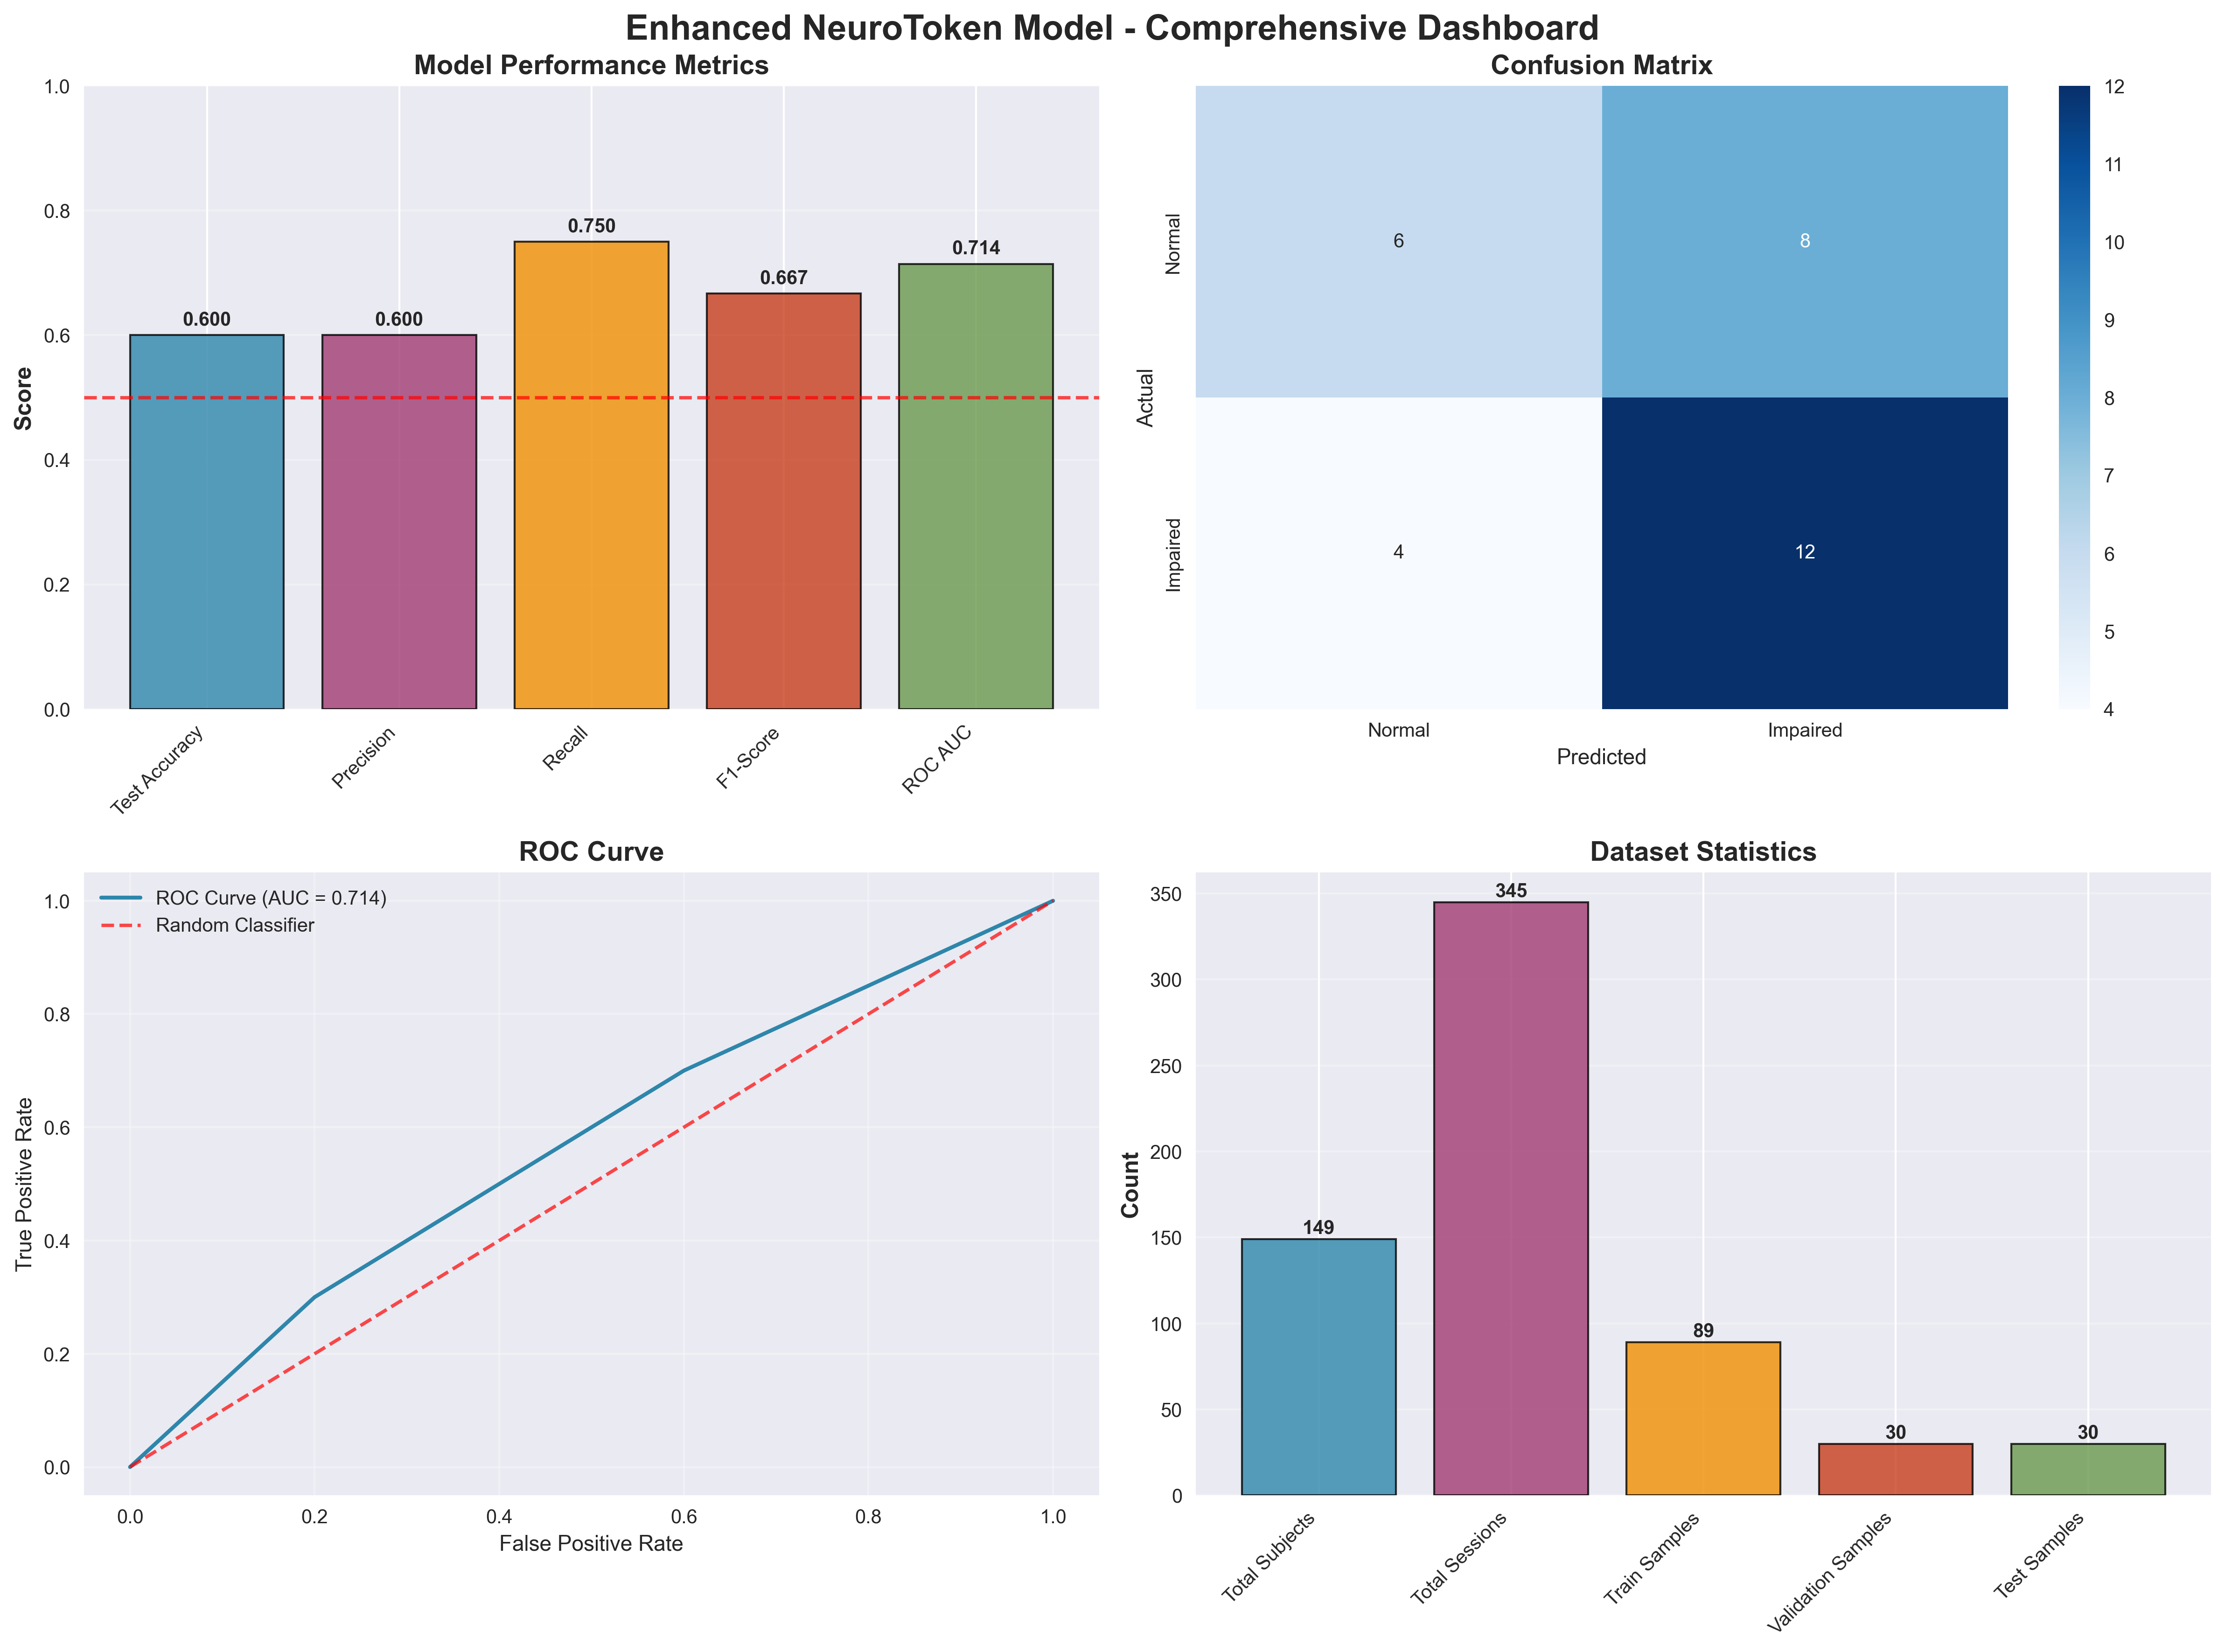 Enhanced NeuroToken Model - Comprehensive Dashboard
Model Performance Metrics
1.0
0.8
0.6
0.4
0.2
0.0
Score
0.600
0.600
0.750
0.667
0.714
Test Accuracy
Precision
Recall
F1-Score
ROC AUC
Confusion Matrix
Actual
Normal
Impaired
6
8
4
12
Normal
Impaired
Predicted
12
11
10
9
8
7
6
5
4
ROC Curve
ROC Curve (AUC = 0.714)
Random Classifier
True Positive Rate
1.0
0.8
0.6
0.4
0.2
0.0
0.0
0.2
0.4
0.6
0.8
1.0
False Positive Rate
Dataset Statistics
Count
350
300
250
200
150
100
50
0
149
345
89
30
30
Total Subjects
Total Sessions
Train Samples
Validation Samples
Test Samples